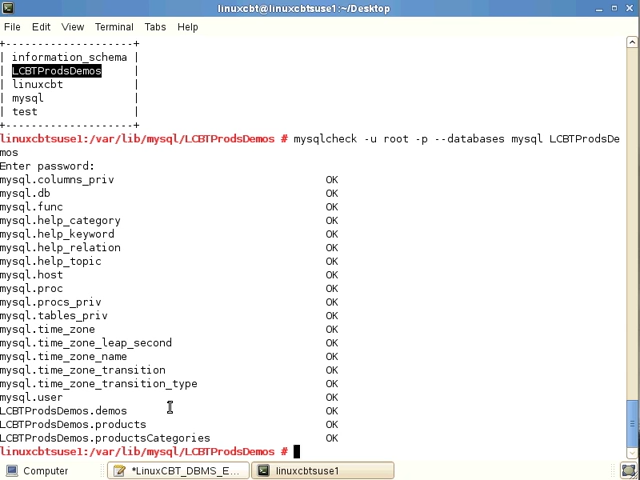 linuxcbt@linuxcbtsuse1:~/Desktop
File Edit View Terminal Tabs Help
+--------------------+
| information_schema |
| LCBTProdsDemos |
| linuxcbt |
| mysql |
| test |
+--------------------+
linuxcbtsuse1:/var/lib/mysql/LCBTProdsDemos # mysqlcheck -u root -p --databases mysql LCBTProdsDe
mos
Enter password:
mysql.columns_priv OK
mysql.db OK
mysql.func OK
mysql.help_category OK
mysql.help_keyword OK
mysql.help_relation OK
mysql.help_topic OK
mysql.host OK
mysql.proc OK
mysql.procs_priv OK
mysql.tables_priv OK
mysql.time_zone OK
mysql.time_zone_leap_second OK
mysql.time_zone_name OK
mysql.time_zone_transition OK
mysql.time_zone_transition_type OK
mysql.user OK
LCBTProdsDemos.demos OK
LCBTProdsDemos.products OK
LCBTProdsDemos.productsCategories OK
linuxcbtsuse1:/var/lib/mysql/LCBTProdsDemos #
Computer *LinuxCBT_DBMS_E... linuxcbtsuse1